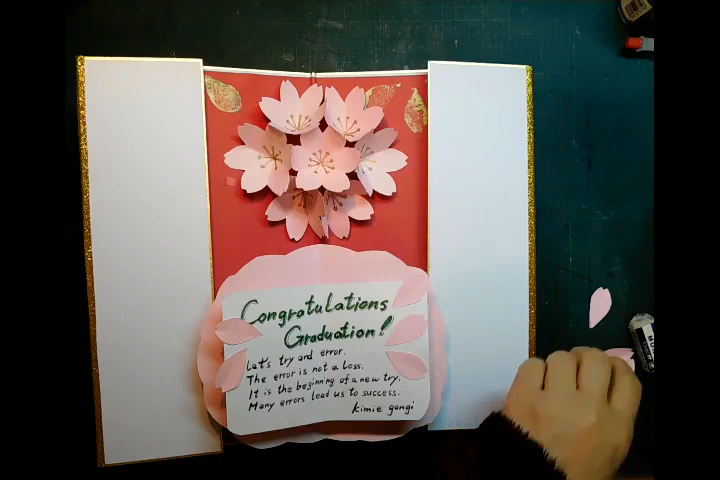 Congratulations
Graduation!
Let's try and error.
The error is not a loss.
It is the beginning of a new try.
Many errors lead us to success.
kimie gangi